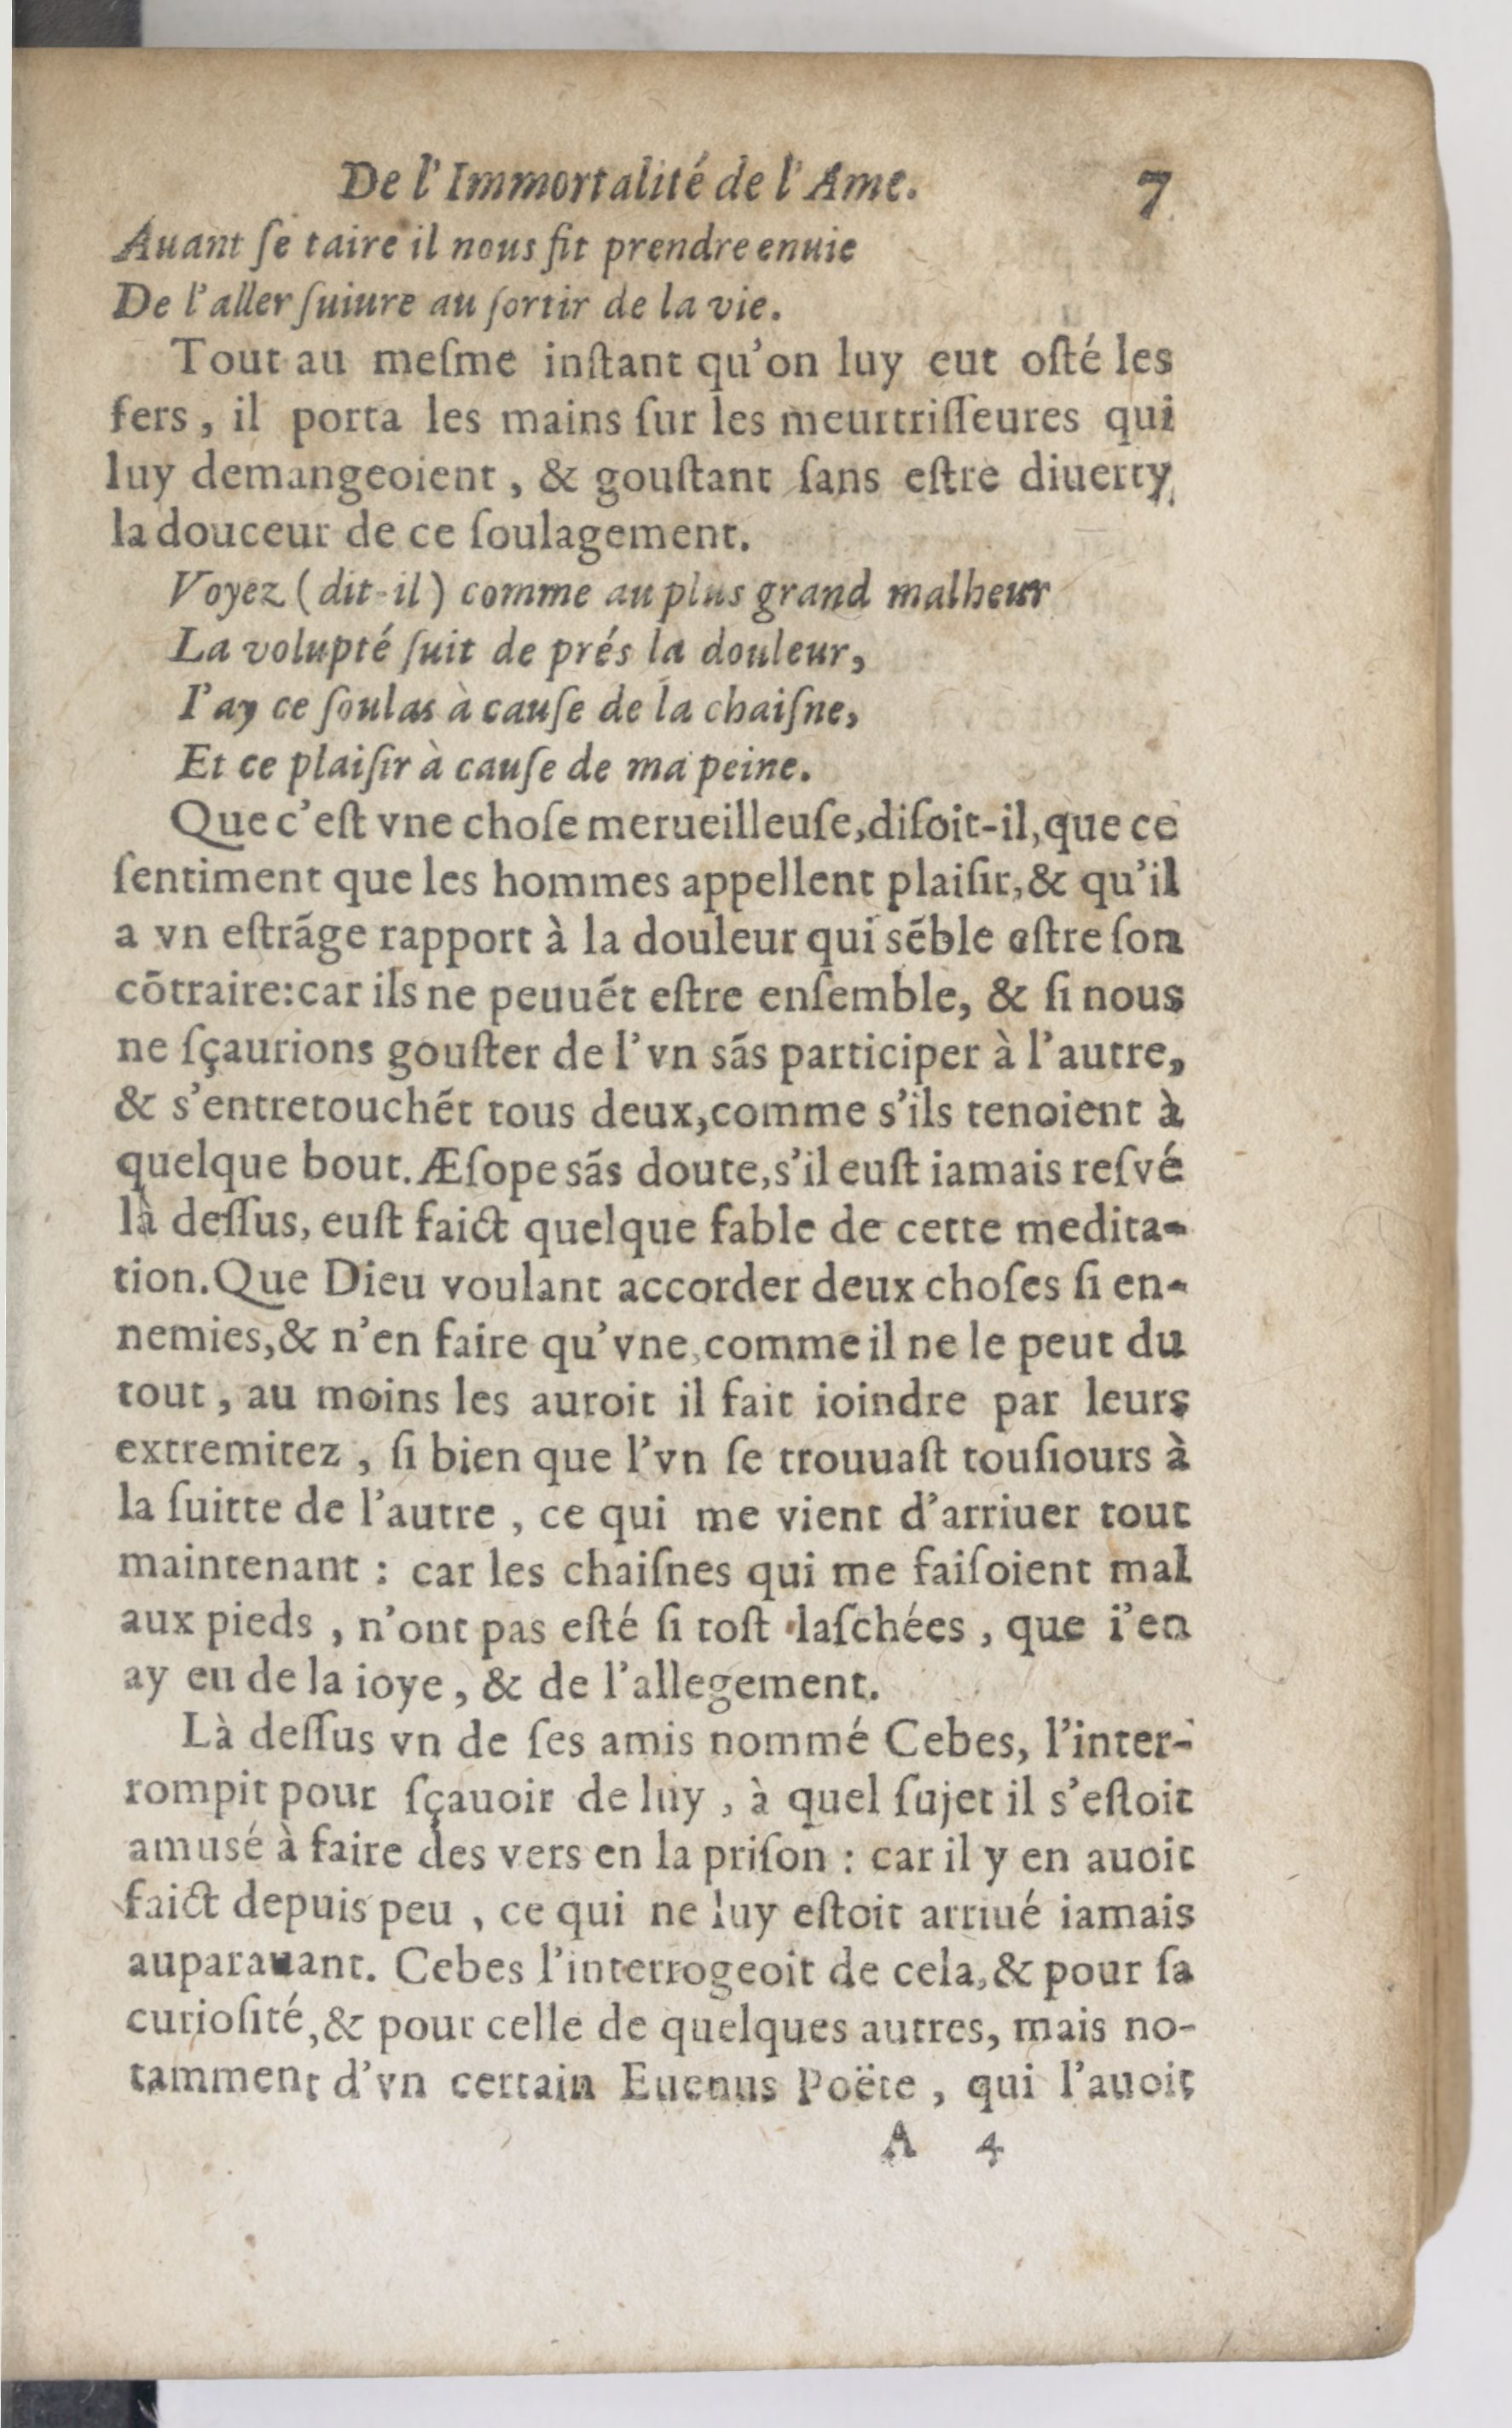 De l'Immortalité de l'Ame. 7
Auant ſe taire il nous fit prendre enuie
De l'aller ſuiure au ſortir de la vie.
Tout au meſme inſtant qu'on luy eut oſté les
fers, il porta les mains ſur les meurtriſſeures qui
luy demangeoient, & gouſtant ſans eſtre diuerty
la douceur de ce ſoulagement.
Voyez (dit-il) comme au plus grand malheur
La volupté ſuit de prés la douleur,
I'ay ce ſoulas à cauſe de la chaiſne,
Et ce plaiſir à cauſe de ma peine.
Que c'eſt vne choſe merueilleuſe, diſoit-il, que ce
ſentiment que les hommes appellent plaiſir, & qu'il
a vn eſtrãge rapport à la douleur qui sẽble eſtre ſon
cõtraire: car ils ne peuuẽt eſtre enſemble, & ſi nous
ne ſçaurions gouſter de l'vn sãs participer à l'autre,
& s'entretouchẽt tous deux, comme s'ils tenoient à
quelque bout. Æſope sãs doute, s'il euſt iamais reſvé
là deſſus, euſt faict quelque fable de cette medita-
tion. Que Dieu voulant accorder deux choſes ſi en-
nemies, & n'en faire qu'vne, comme il ne le peut du
tout, au moins les auroit il fait ioindre par leurs
extremitez, ſi bien que l'vn ſe trouuaſt touſiours à
la ſuitte de l'autre, ce qui me vient d'arriuer tout
maintenant : car les chaiſnes qui me faiſoient mal
aux pieds, n'ont pas eſté ſi toſt laſchées, que i'en
ay eu de la ioye, & de l'allegement.
Là deſſus vn de ſes amis nommé Cebes, l'inter-
rompit pour ſçauoir de luy, à quel ſujet il s'eſtoit
amusé à faire des vers en la priſon : car il y en auoit
faict depuis peu, ce qui ne luy eſtoit arriué iamais
auparauant. Cebes l'interrogeoit de cela, & pour ſa
curioſité, & pour celle de quelques autres, mais no-
tamment d'vn certain Euenus Poëte, qui l'auoit
A 4